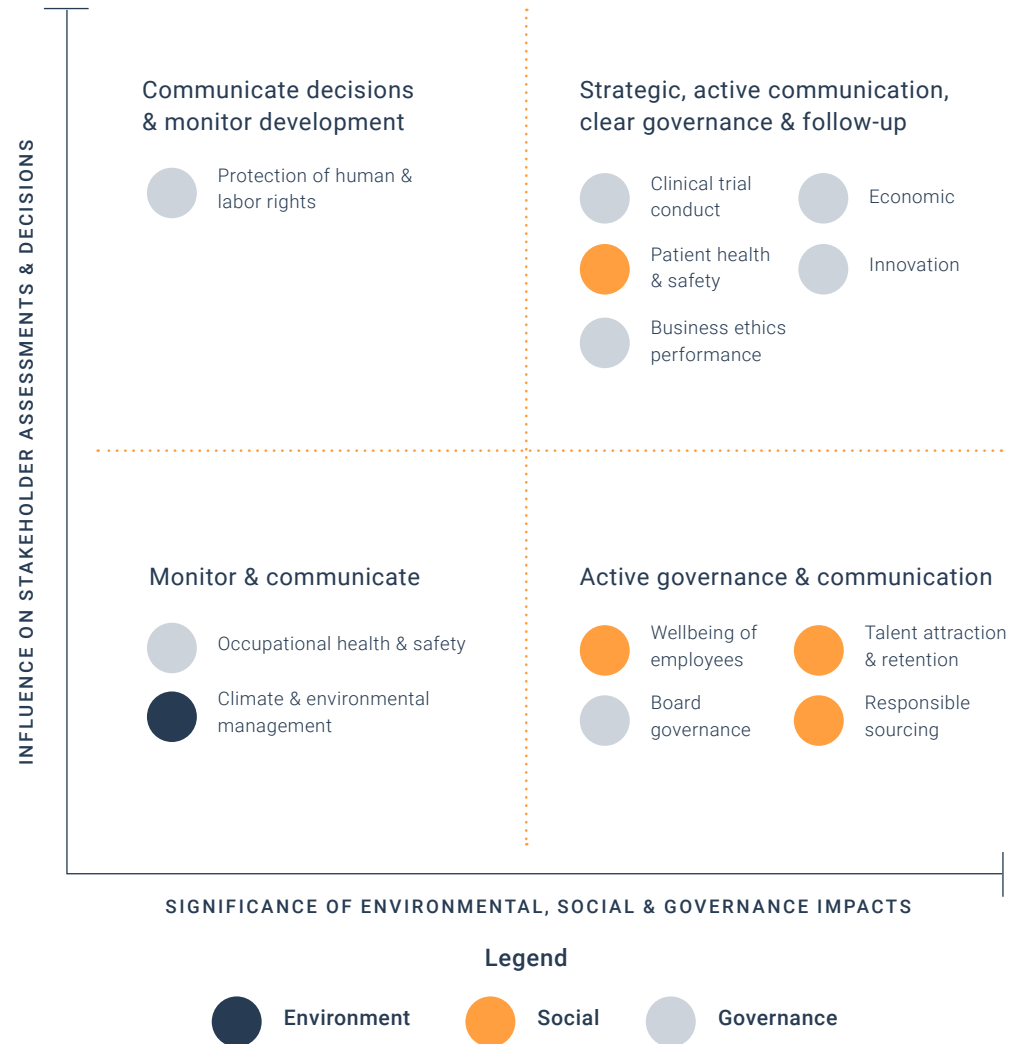 INFLUENCE ON STAKEHOLDER ASSESSMENTS & DECISIONS
Communicate decisions
& monitor development
Protection of human &
labor rights
Strategic, active communication,
clear governance & follow-up
Clinical trial
conduct
Economic
Patient health
& safety
Innovation
Business ethics
performance
Monitor & communicate
Occupational health & safety
Climate & environmental
management
Active governance & communication
Wellbeing of
employees
Talent attraction
& retention
Board
governance
Responsible
sourcing
SIGNIFICANCE OF ENVIRONMENTAL, SOCIAL & GOVERNANCE IMPACTS
Legend
Environment
Social
Governance